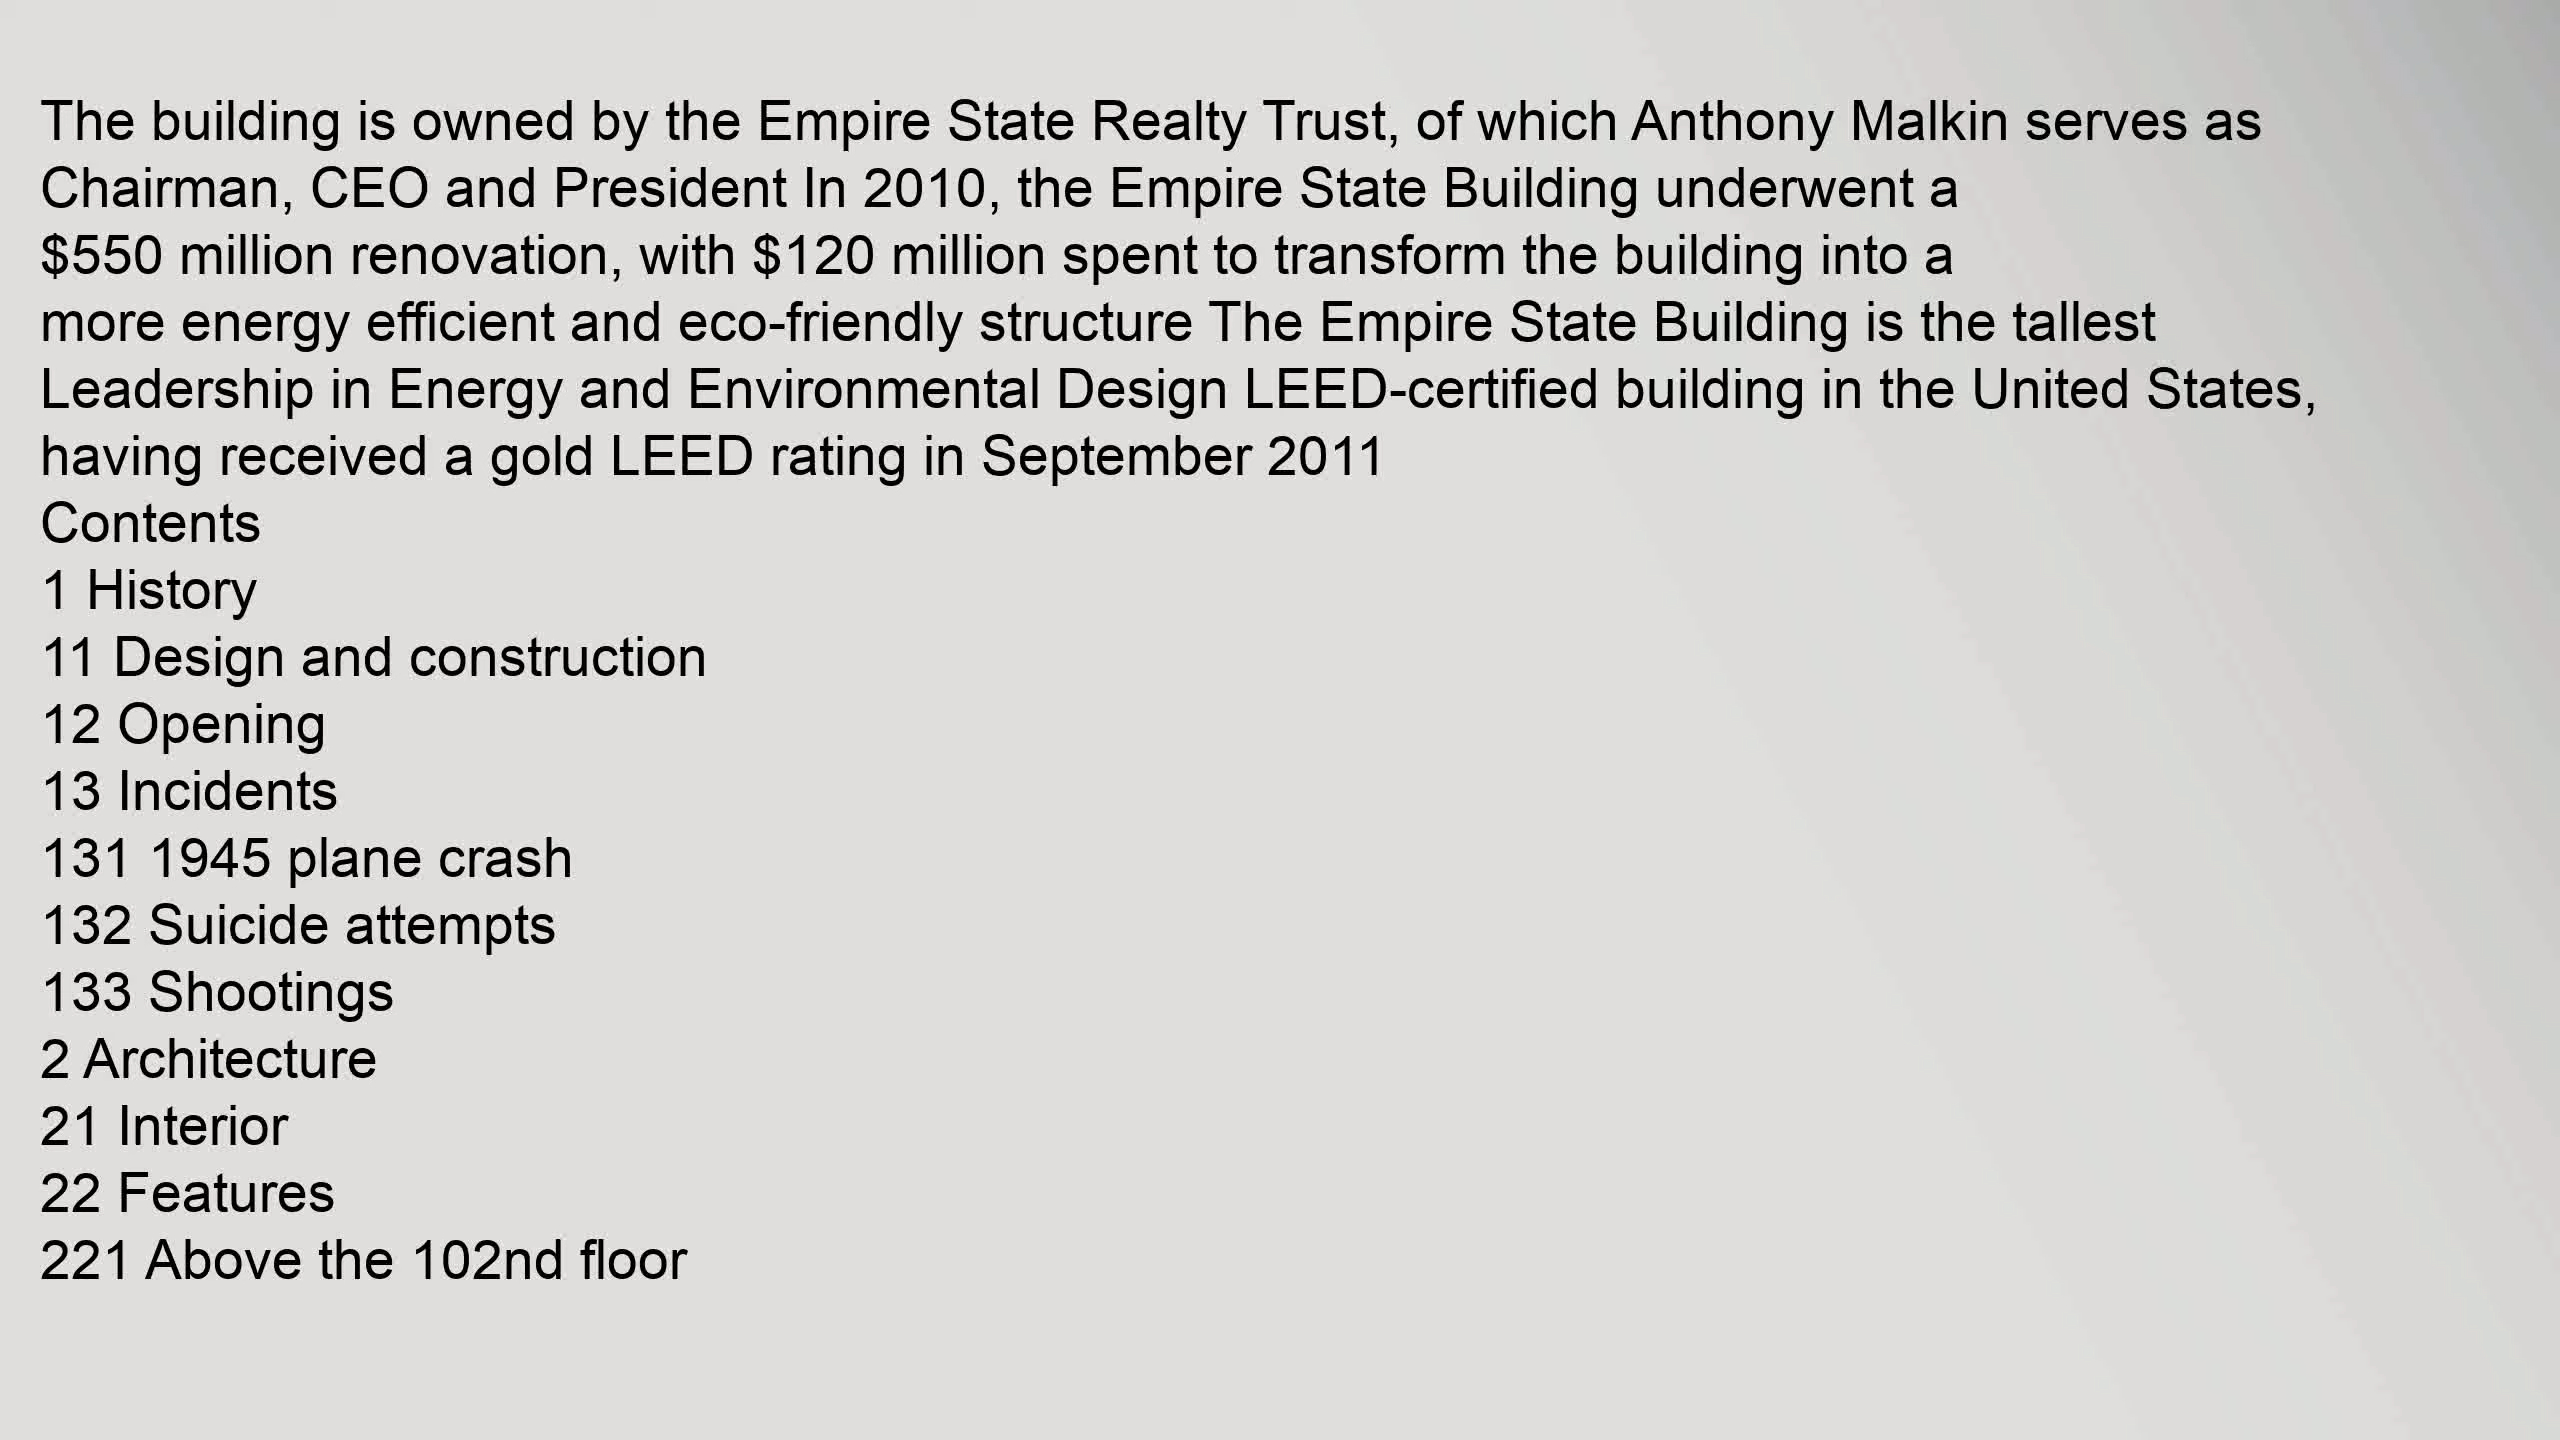 The building is owned by the Empire State Realty Trust, of which Anthony Malkin serves as
Chairman, CEO and President In 2010, the Empire State Building underwent a
$550 million renovation, with $120 million spent to transform the building into a
more energy efficient and eco-friendly structure The Empire State Building is the tallest
Leadership in Energy and Environmental Design LEED-certified building in the United States,
having received a gold LEED rating in September 2011
Contents
1 History
11 Design and construction
12 Opening
13 Incidents
131 1945 plane crash
132 Suicide attempts
133 Shootings
2 Architecture
21 Interior
22 Features
221 Above the 102nd floor